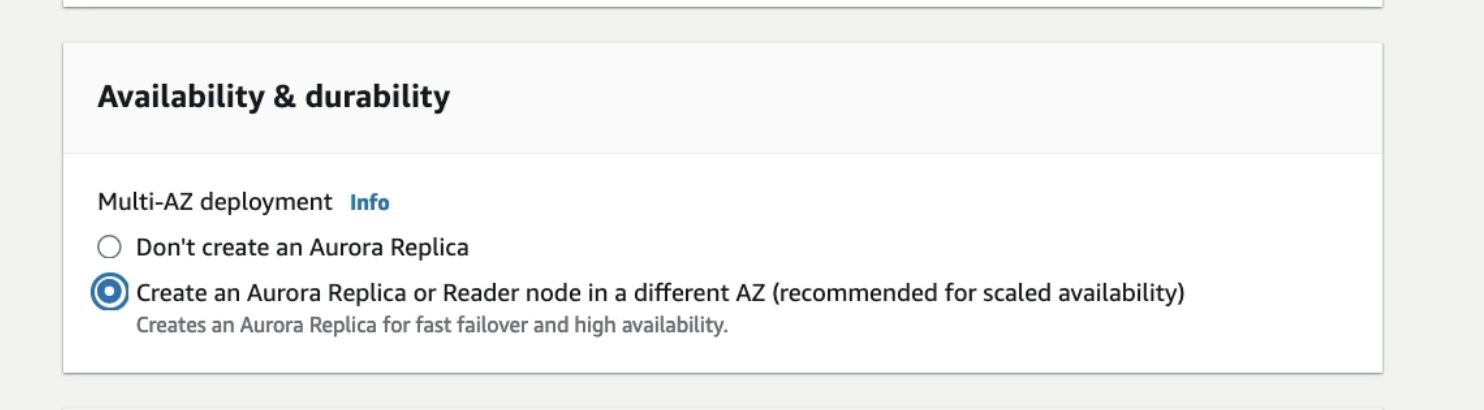 Availability & durability
Multi-AZ deployment Info
Don't create an Aurora Replica
Create an Aurora Replica or Reader node in a different AZ (recommended for scaled availability)
Creates an Aurora Replica for fast failover and high availability.